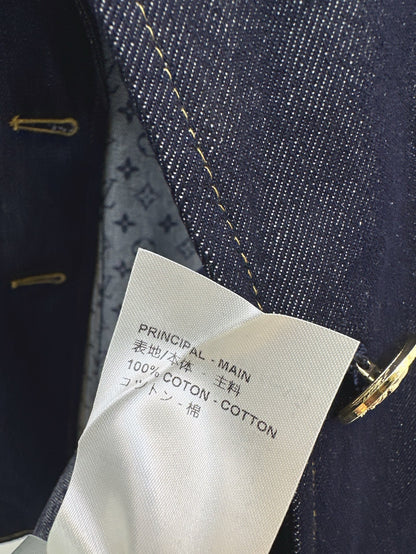 PRINCIPAL - MAIN
表地/本体 - 主料
100% COTON - COTTON
コットン - 棉